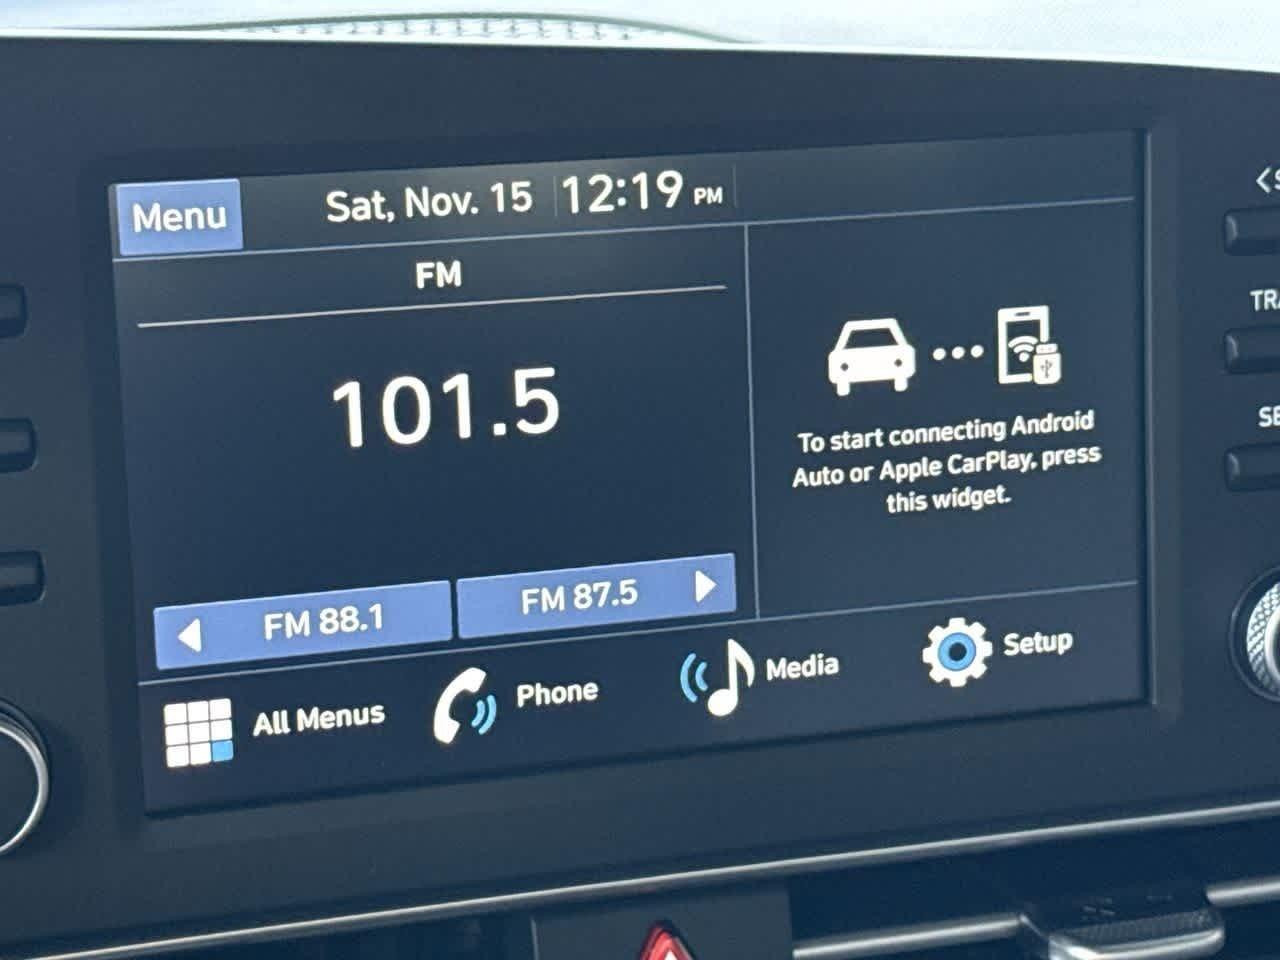 Menu
Sat, Nov. 15 12:19 PM
FM
101.5
To start connecting Android
Auto or Apple CarPlay, press
this widget.
FM 88.1
FM 87.5
All Menus
Phone
Media
Setup